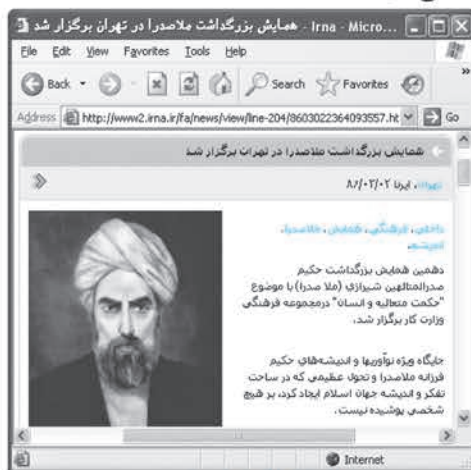 همایش بزرگداشت ملاصدرا در تهران برگزار شد - Irna - Micro...
File Edit View Favorites Tools Help
Back Search Favorites
Address http://www2.irna.ir/fa/news/view/line-204/8603022364093557.ht Go
همایش بزرگداشت ملاصدرا در تهران برگزار شد
تهران، ایرنا ۸۶/۰۳/۰۲
داخلی. فرهنگی. همایش. ملاصدرا.
اندیشه.
دهمین همایش بزرگداشت حکیم
صدرالمتالهین شیرازی (ملا صدرا) با موضوع
"حکمت متعالیه و انسان" درمجموعه فرهنگی
وزارت کار برگزار شد.
جایگاه ویژه نوآوریها و اندیشه‌های حکیم
فرزانه ملاصدرا و تحول عظیمی که در ساحت
تفکر و اندیشه جهان اسلام ایجاد کرد، بر هیچ
شخصی پوشیده نیست.
Internet